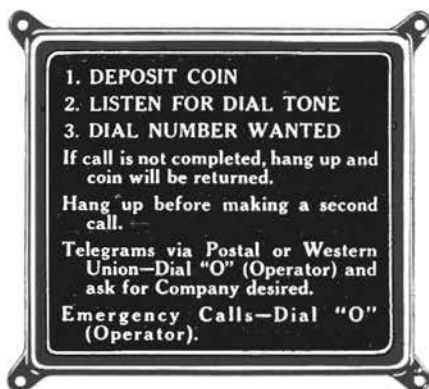 1. DEPOSIT COIN
2. LISTEN FOR DIAL TONE
3. DIAL NUMBER WANTED
If call is not completed, hang up and
coin will be returned.
Hang up before making a second
call.
Telegrams via Postal or Western
Union—Dial “O” (Operator) and
ask for Company desired.
Emergency Calls—Dial “O”
(Operator).